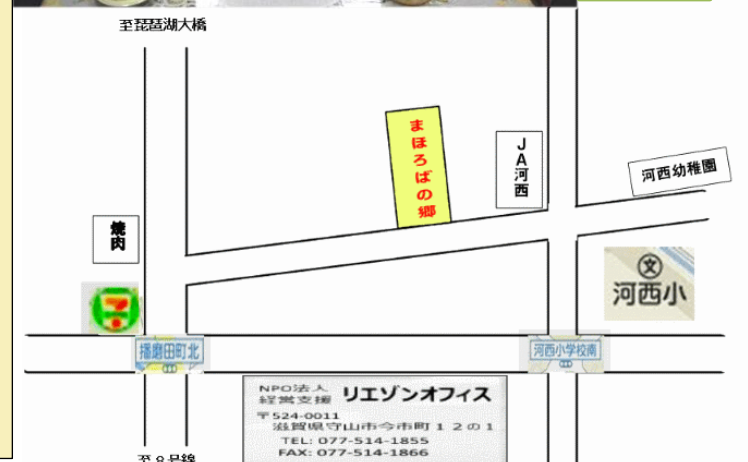 至琵琶湖大橋
まほろばの郷
JA河西
河西幼稚園
焼肉
河西小
播磨田町北
河西小学校南
NPO法人
経営支援 リエゾンオフィス
〒524-0011
滋賀県守山市今市町12の1
TEL: 077-514-1855
FAX: 077-514-1866
至8号線